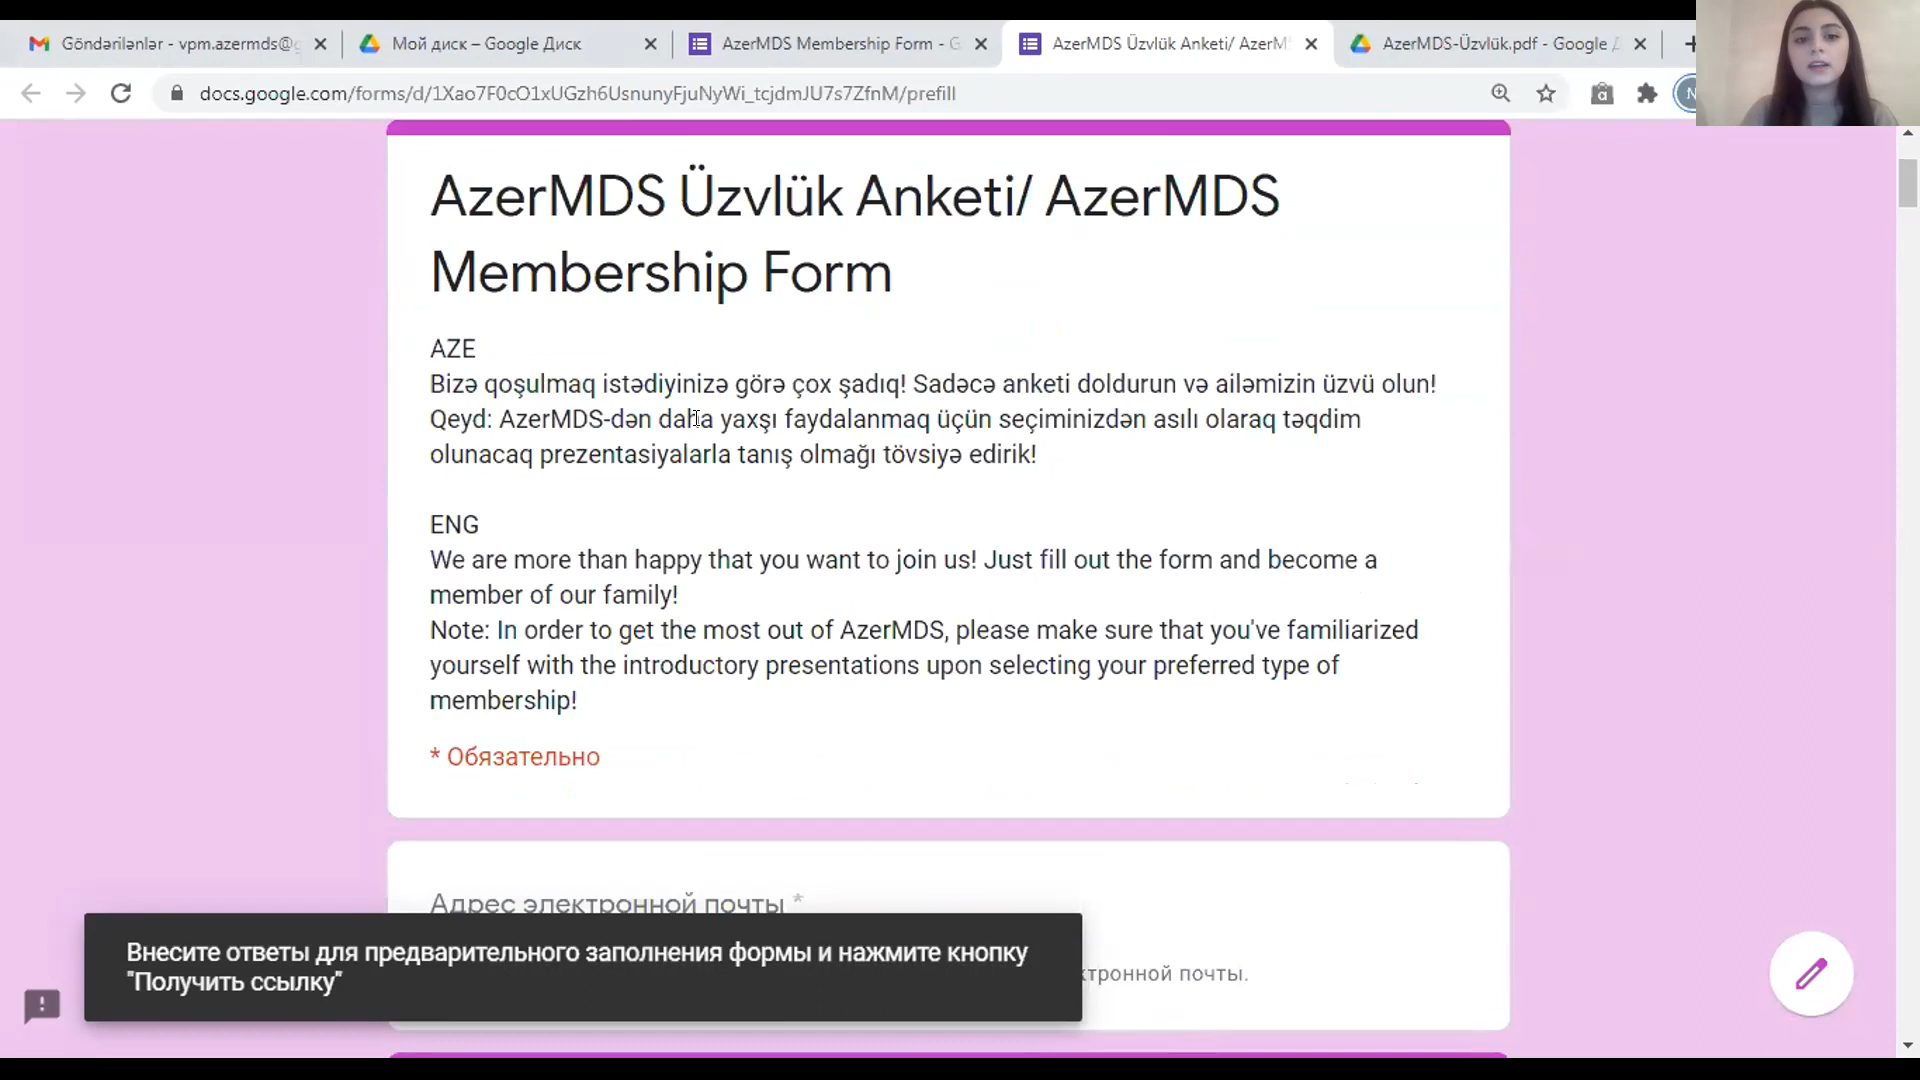 Göndərilənlər - vpm.azermds@g
Мой диск – Google Диск
AzerMDS Membership Form - G
AzerMDS Üzvlük Anketi/ AzerM
AzerMDS-Üzvlük.pdf - Google Д
docs.google.com/forms/d/1Xao7F0cO1xUGzh6UsnunyFjuNyWi_tcjdmJU7s7ZfnM/prefill
AzerMDS Üzvlük Anketi/ AzerMDS
Membership Form
AZE
Bizə qoşulmaq istədiyinizə görə çox şadıq! Sadəcə anketi doldurun və ailəmizin üzvü olun!
Qeyd: AzerMDS-dən daha yaxşı faydalanmaq üçün seçiminizdən asılı olaraq təqdim
olunacaq prezentasiyalarla tanış olmağı tövsiyə edirik!
ENG
We are more than happy that you want to join us! Just fill out the form and become a
member of our family!
Note: In order to get the most out of AzerMDS, please make sure that you've familiarized
yourself with the introductory presentations upon selecting your preferred type of
membership!
* Обязательно
Адрес электронной почты *
Внесите ответы для предварительного заполнения формы и нажмите кнопку
"Получить ссылку"
ктронной почты.